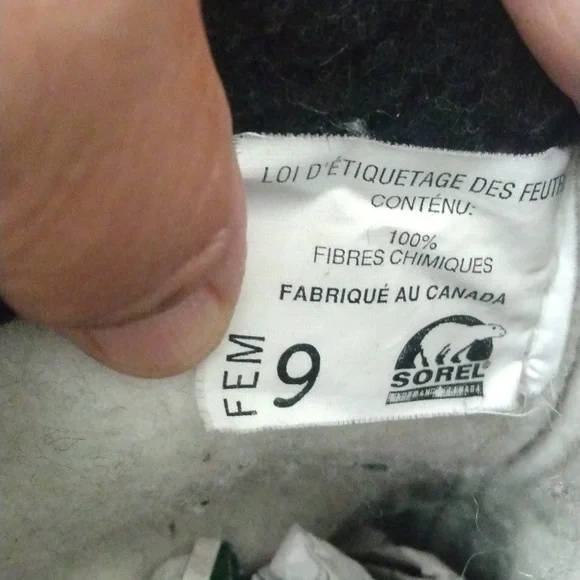 LOI D'ÉTIQUETAGE DES FEUTR
CONTENU:
100%
FIBRES CHIMIQUES
FABRIQUÉ AU CANADA
FEM 9
SOREL